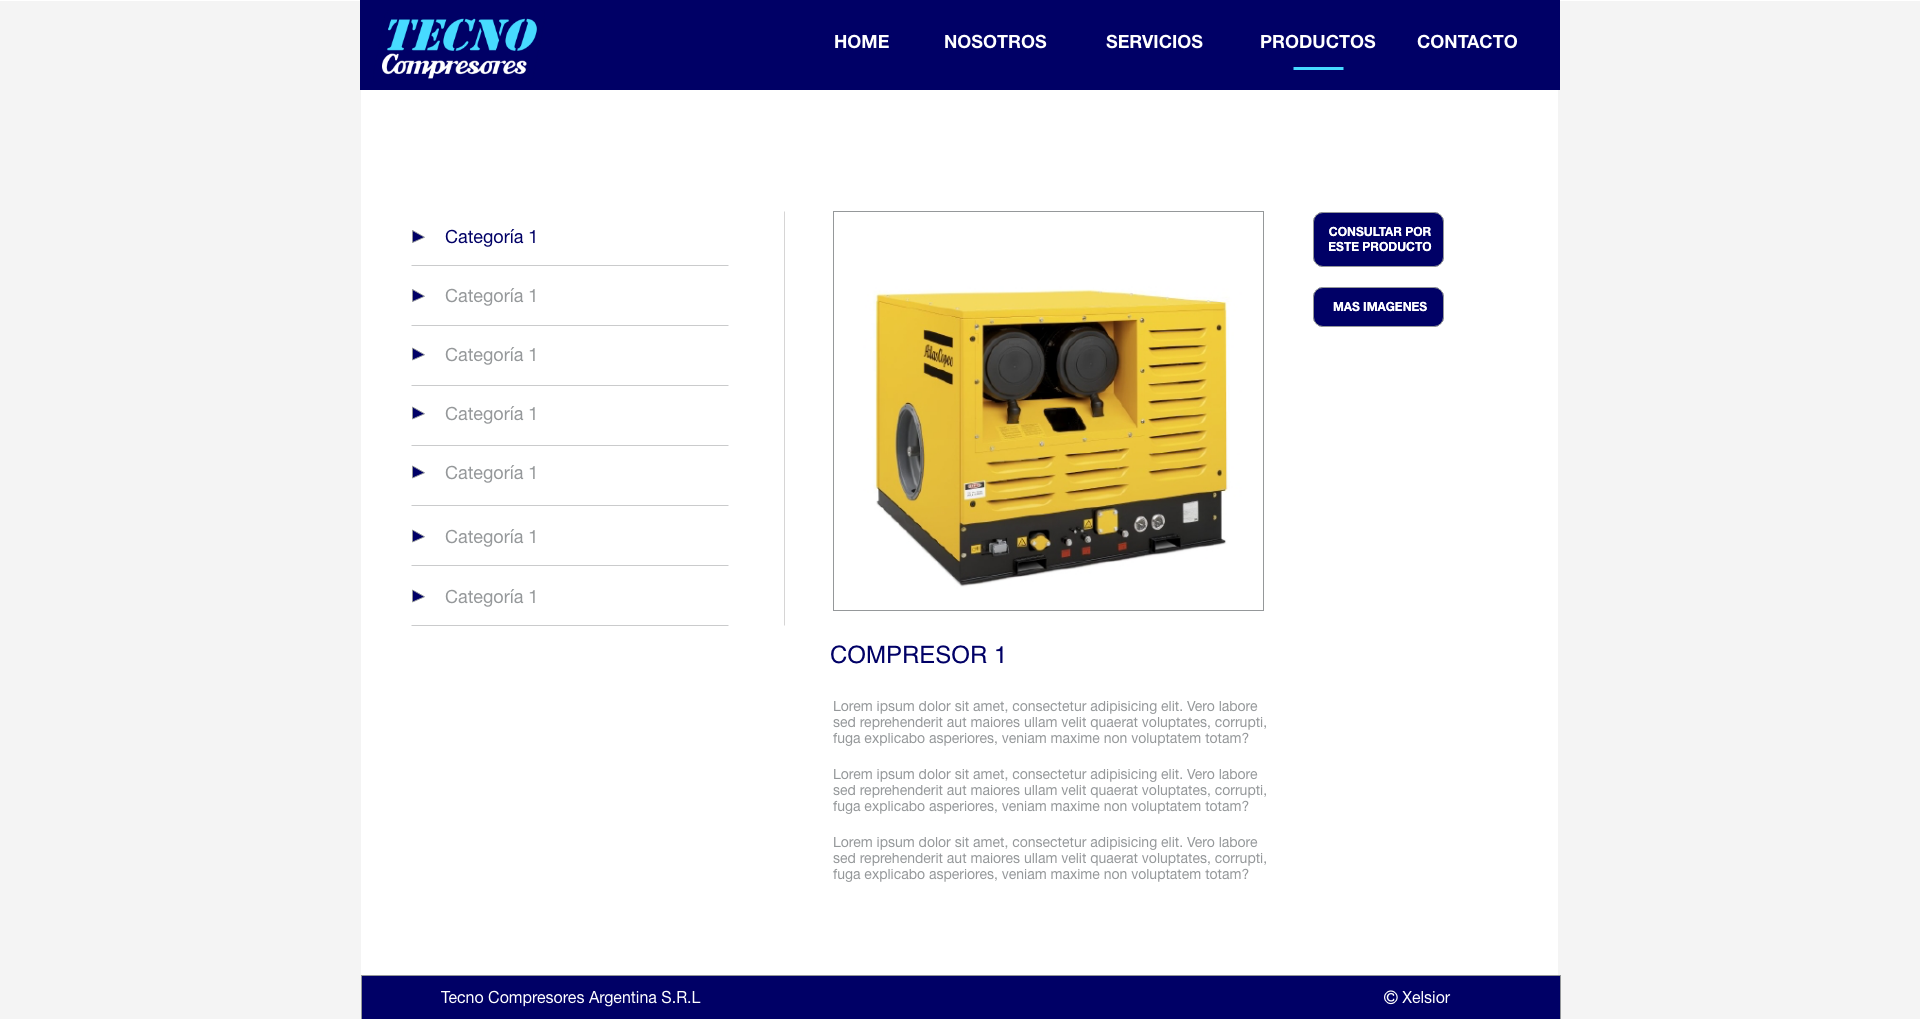 TECNO
Compresores
HOME
NOSOTROS
SERVICIOS
PRODUCTOS
CONTACTO
Categoría 1
Categoría 1
Categoría 1
Categoría 1
Categoría 1
Categoría 1
Categoría 1
AtlasCopco
CONSULTAR POR
ESTE PRODUCTO
MAS IMAGENES
COMPRESOR 1
Lorem ipsum dolor sit amet, consectetur adipisicing elit. Vero labore
sed reprehenderit aut maiores ullam velit quaerat voluptates, corrupti,
fuga explicabo asperiores, veniam maxime non voluptatem totam?
Lorem ipsum dolor sit amet, consectetur adipisicing elit. Vero labore
sed reprehenderit aut maiores ullam velit quaerat voluptates, corrupti,
fuga explicabo asperiores, veniam maxime non voluptatem totam?
Lorem ipsum dolor sit amet, consectetur adipisicing elit. Vero labore
sed reprehenderit aut maiores ullam velit quaerat voluptates, corrupti,
fuga explicabo asperiores, veniam maxime non voluptatem totam?
Tecno Compresores Argentina S.R.L
© Xelsior